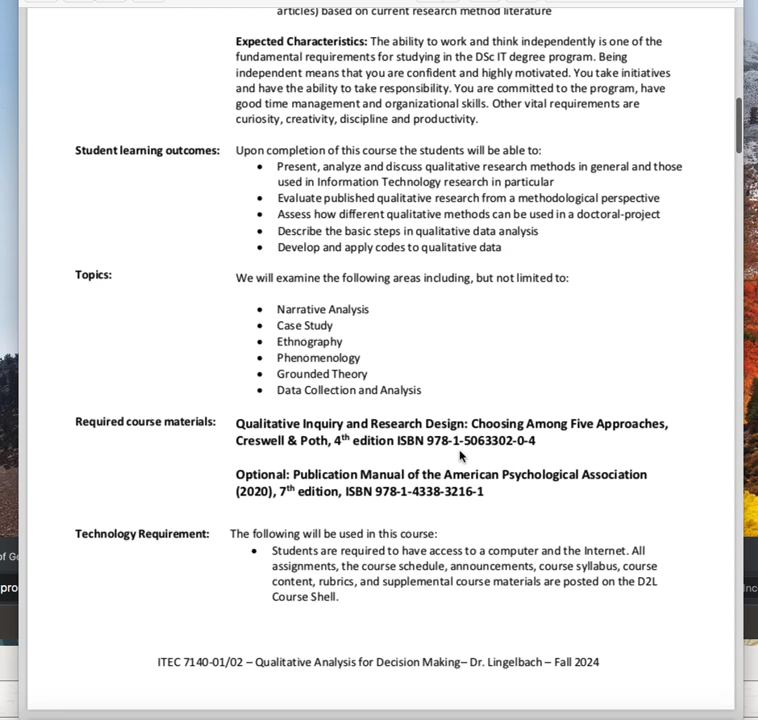 articles) based on current research method literature
Expected Characteristics: The ability to work and think independently is one of the
fundamental requirements for studying in the DSc IT degree program. Being
independent means that you are confident and highly motivated. You take initiatives
and have the ability to take responsibility. You are committed to the program, have
good time management and organizational skills. Other vital requirements are
curiosity, creativity, discipline and productivity.
Student learning outcomes: Upon completion of this course the students will be able to:
• Present, analyze and discuss qualitative research methods in general and those
used in Information Technology research in particular
• Evaluate published qualitative research from a methodological perspective
• Assess how different qualitative methods can be used in a doctoral-project
• Describe the basic steps in qualitative data analysis
• Develop and apply codes to qualitative data
Topics: We will examine the following areas including, but not limited to:
• Narrative Analysis
• Case Study
• Ethnography
• Phenomenology
• Grounded Theory
• Data Collection and Analysis
Required course materials: Qualitative Inquiry and Research Design: Choosing Among Five Approaches,
Creswell & Poth, 4th edition ISBN 978-1-5063302-0-4
Optional: Publication Manual of the American Psychological Association
(2020), 7th edition, ISBN 978-1-4338-3216-1
Technology Requirement: The following will be used in this course:
• Students are required to have access to a computer and the Internet. All
assignments, the course schedule, announcements, course syllabus, course
content, rubrics, and supplemental course materials are posted on the D2L
Course Shell.
ITEC 7140-01/02 – Qualitative Analysis for Decision Making– Dr. Lingelbach – Fall 2024